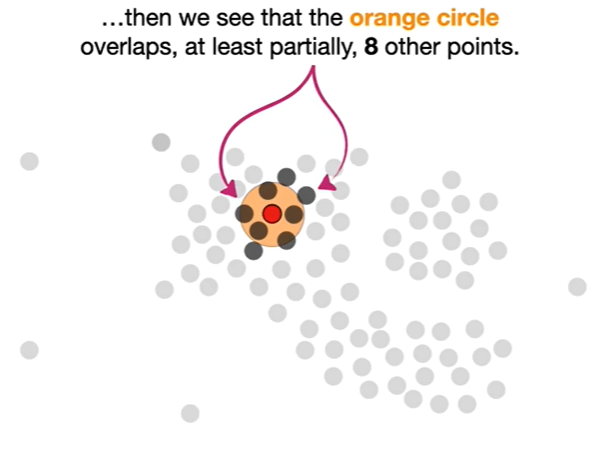 ...then we see that the orange circle
overlaps, at least partially, 8 other points.